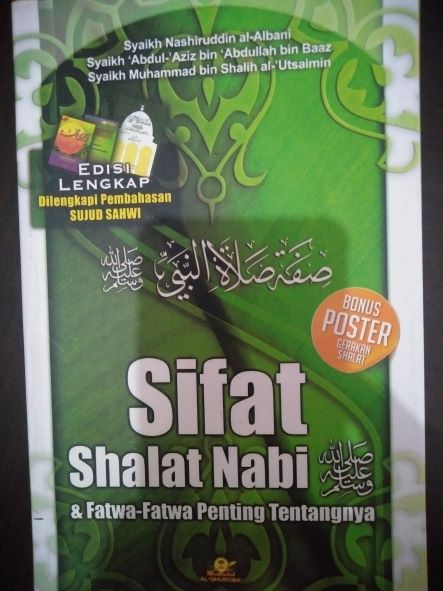 Syaikh Nashiruddin al-Albani
Syaikh 'Abdul-'Aziz bin 'Abdullah bin Baaz
Syaikh Muhammad bin Shalih al-'Utsaimin
EDISI
LENGKAP
Dilengkapi Pembahasan
SUJUD SAHWI
صفة صلاة النبي صلى الله عليه وسلم
BONUS
POSTER
GERAKAN
SHALAT
Sifat
Shalat Nabi صلى الله عليه وسلم
& Fatwa-Fatwa Penting Tentangnya
AL-GHUROBA